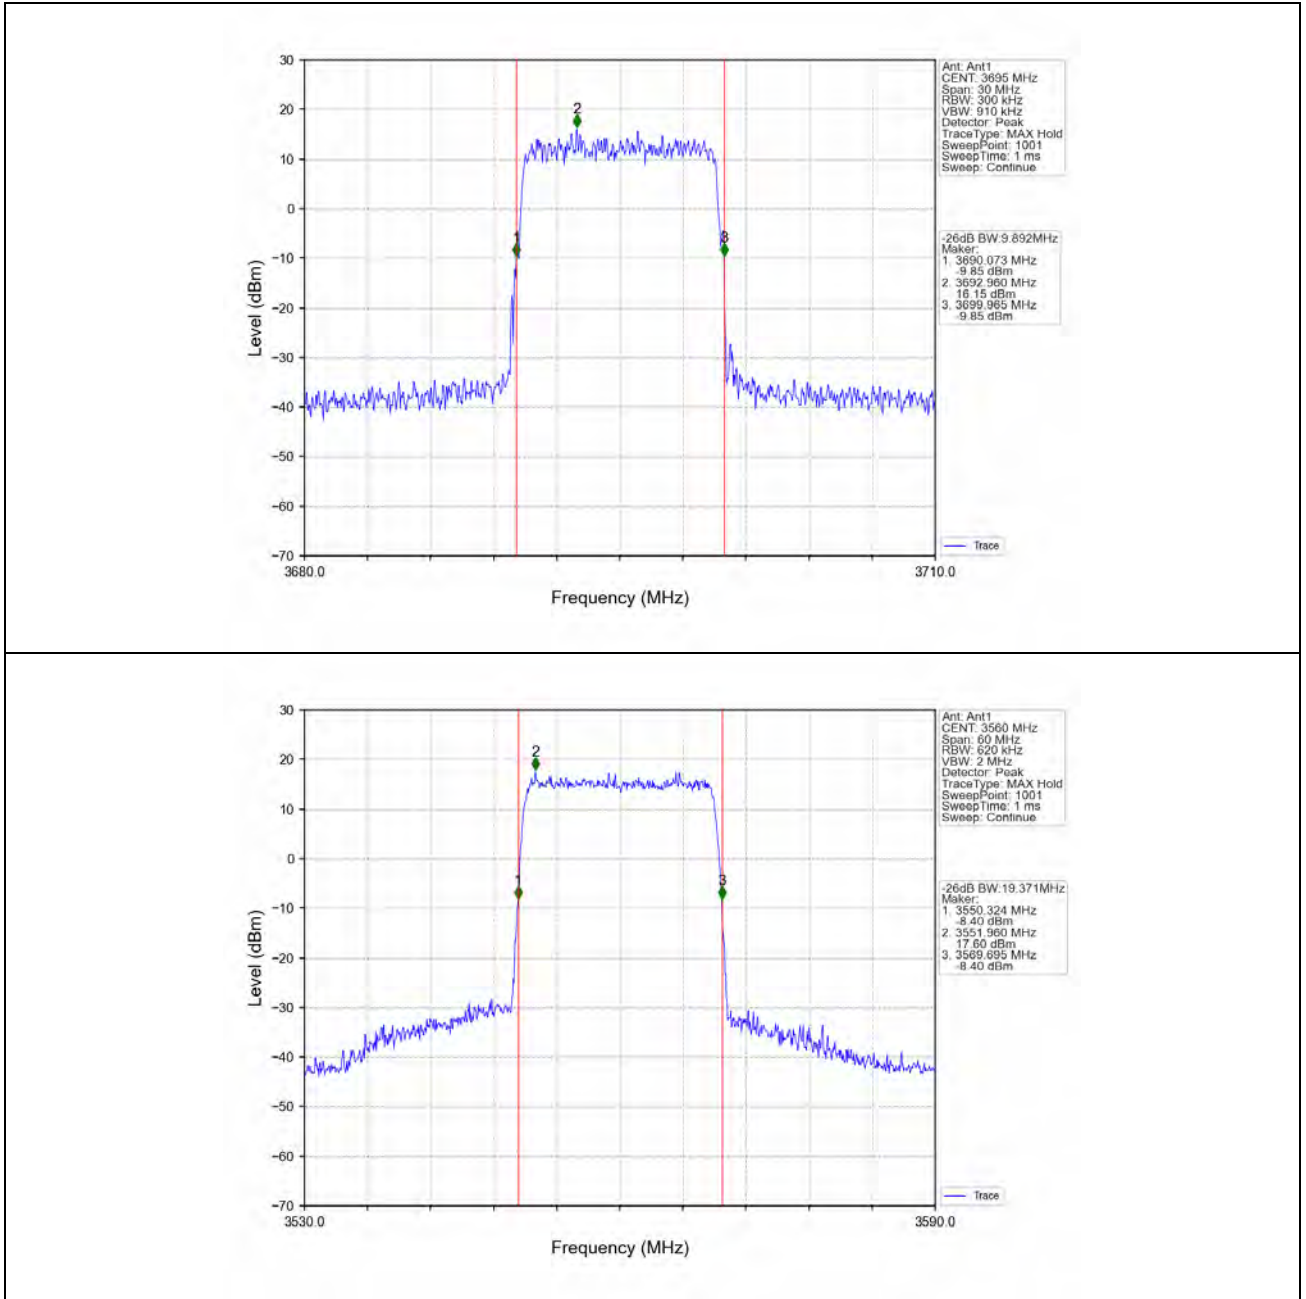 30
20
10
0
−10
−20
−30
−40
−50
−60
−70
Level (dBm)
3680.0
3710.0
Frequency (MHz)
1
2
3
Ant: Ant1
CENT: 3695 MHz
Span: 30 MHz
RBW: 300 kHz
VBW: 910 kHz
Detector: Peak
TraceType: MAX Hold
SweepPoint: 1001
SweepTime: 1 ms
Sweep: Continue
-26dB BW:9.892MHz
Maker:
1. 3690.073 MHz
-9.85 dBm
2. 3692.960 MHz
16.15 dBm
3. 3699.965 MHz
-9.85 dBm
Trace
30
20
10
0
−10
−20
−30
−40
−50
−60
−70
Level (dBm)
3530.0
3590.0
Frequency (MHz)
1
2
3
Ant: Ant1
CENT: 3560 MHz
Span: 60 MHz
RBW: 620 kHz
VBW: 2 MHz
Detector: Peak
TraceType: MAX Hold
SweepPoint: 1001
SweepTime: 1 ms
Sweep: Continue
-26dB BW:19.371MHz
Maker:
1. 3550.324 MHz
-8.40 dBm
2. 3551.960 MHz
17.60 dBm
3. 3569.695 MHz
-8.40 dBm
Trace